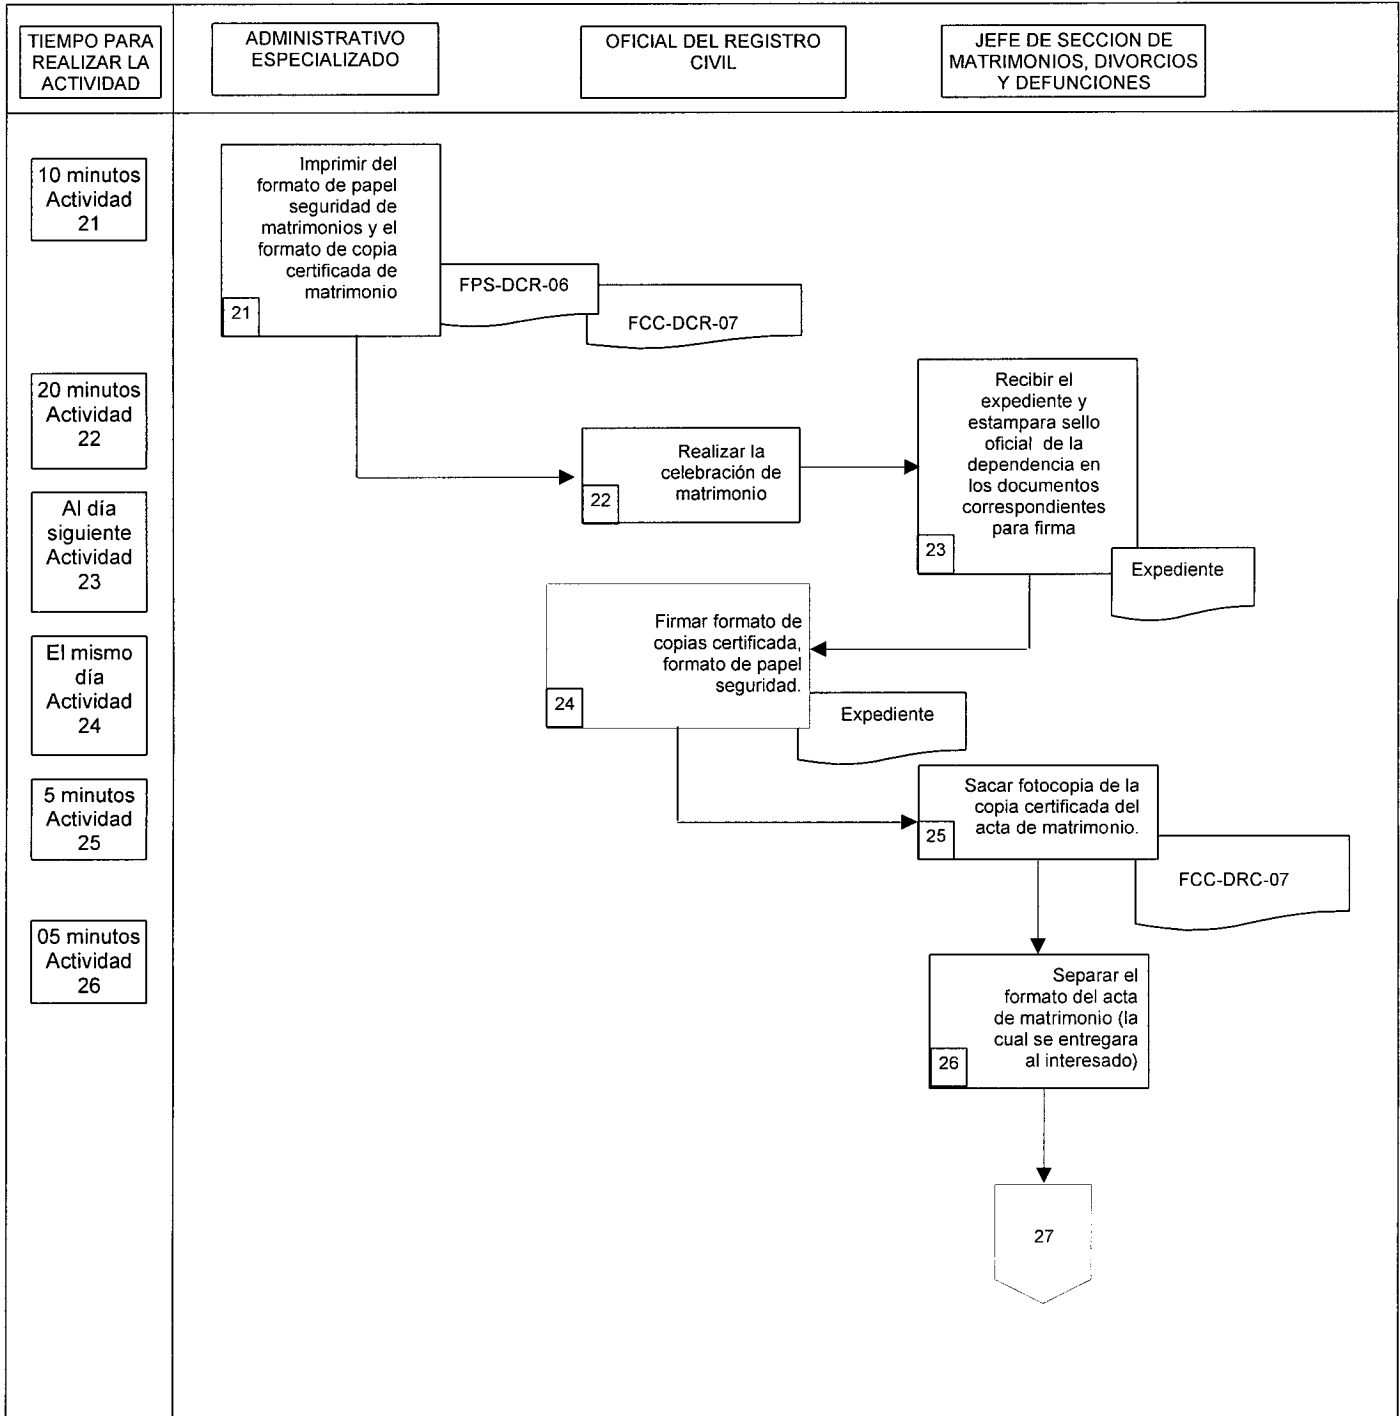 TIEMPO PARA
REALIZAR LA
ACTIVIDAD
ADMINISTRATIVO
ESPECIALIZADO
OFICIAL DEL REGISTRO
CIVIL
JEFE DE SECCION DE
MATRIMONIOS, DIVORCIOS
Y DEFUNCIONES
10 minutos
Actividad
21
Imprimir del
formato de papel
seguridad de
matrimonios y el
formato de copia
certificada de
matrimonio
21
FPS-DCR-06
FCC-DCR-07
20 minutos
Actividad
22
Realizar la
celebración de
matrimonio
22
Recibir el
expediente y
estampara sello
oficial de la
dependencia en
los documentos
correspondientes
para firma
23
Expediente
Al día
siguiente
Actividad
23
Firmar formato de
copias certificada,
formato de papel
seguridad.
24
Expediente
El mismo
día
Actividad
24
5 minutos
Actividad
25
Sacar fotocopia de la
copia certificada del
acta de matrimonio.
25
FCC-DRC-07
05 minutos
Actividad
26
Separar el
formato del acta
de matrimonio (la
cual se entregara
al interesado)
26
27